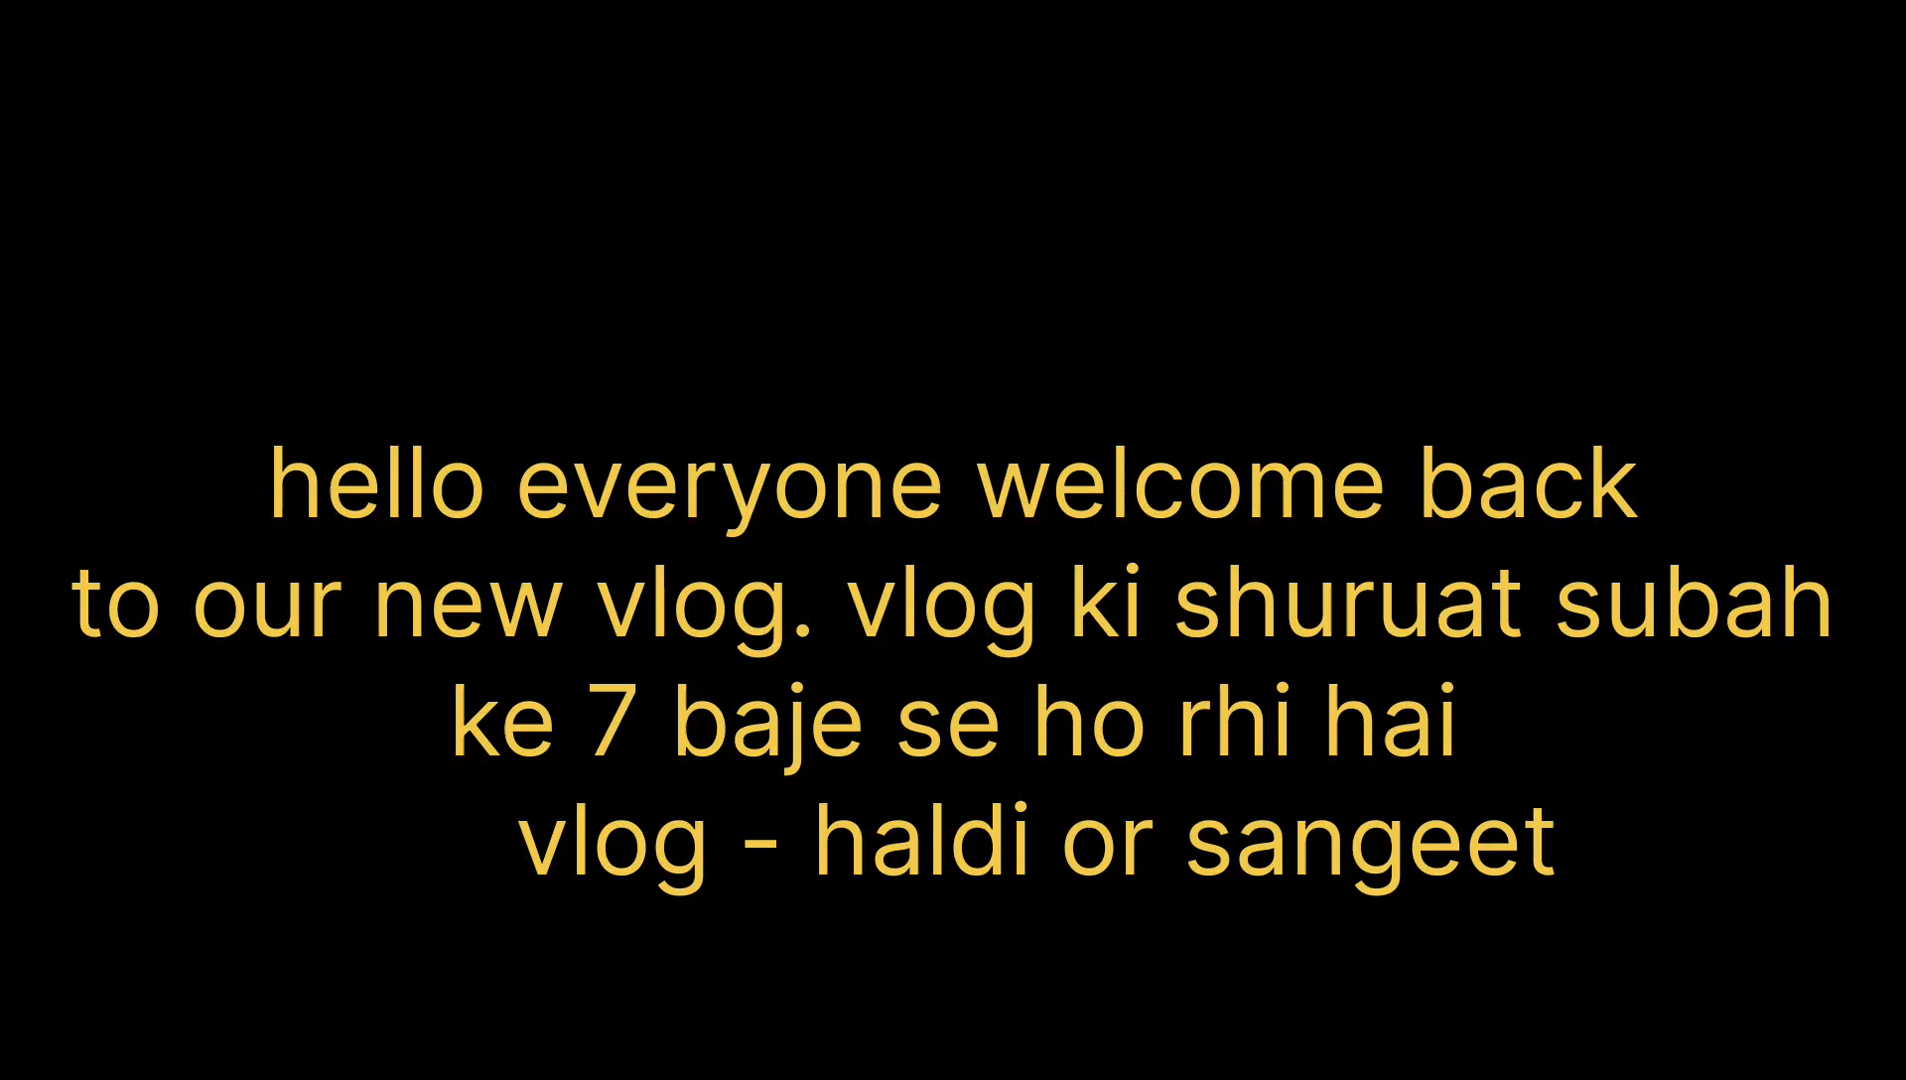 hello everyone welcome back
to our new vlog. vlog ki shuruat subah
ke 7 baje se ho rhi hai
vlog - haldi or sangeet